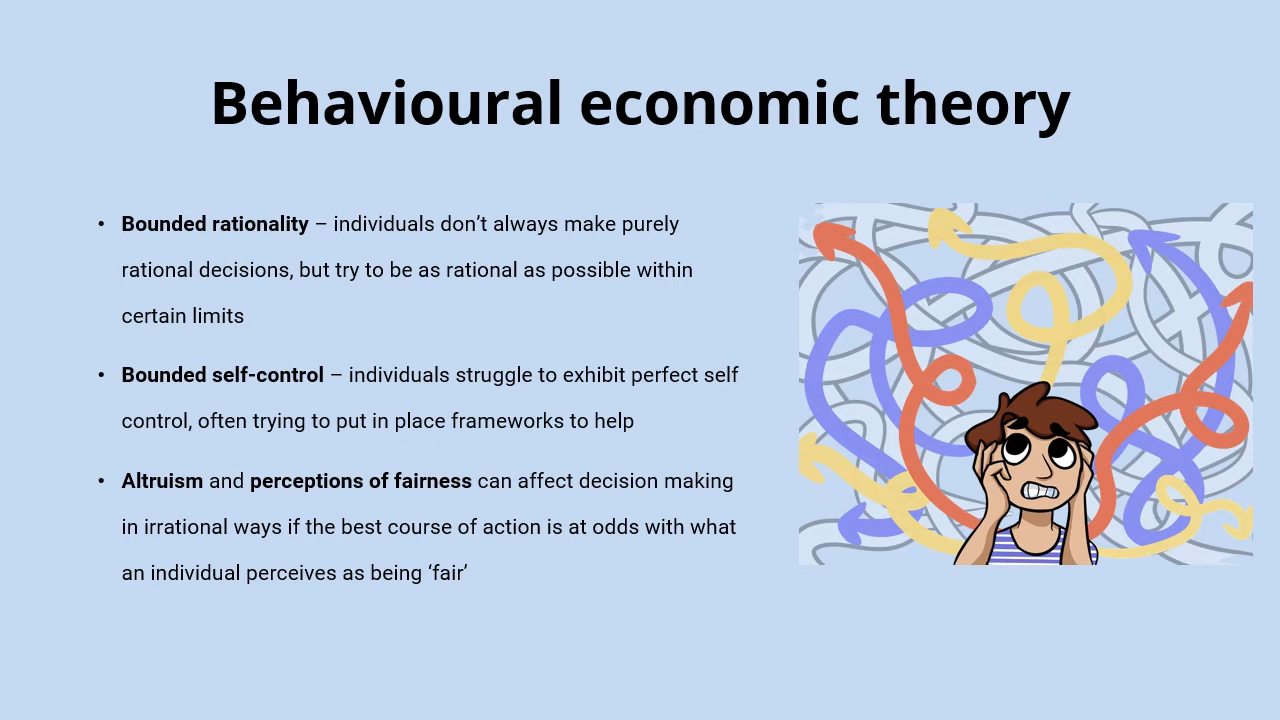 Behavioural economic theory
• Bounded rationality – individuals don’t always make purely
rational decisions, but try to be as rational as possible within
certain limits
• Bounded self-control – individuals struggle to exhibit perfect self
control, often trying to put in place frameworks to help
• Altruism and perceptions of fairness can affect decision making
in irrational ways if the best course of action is at odds with what
an individual perceives as being ‘fair’